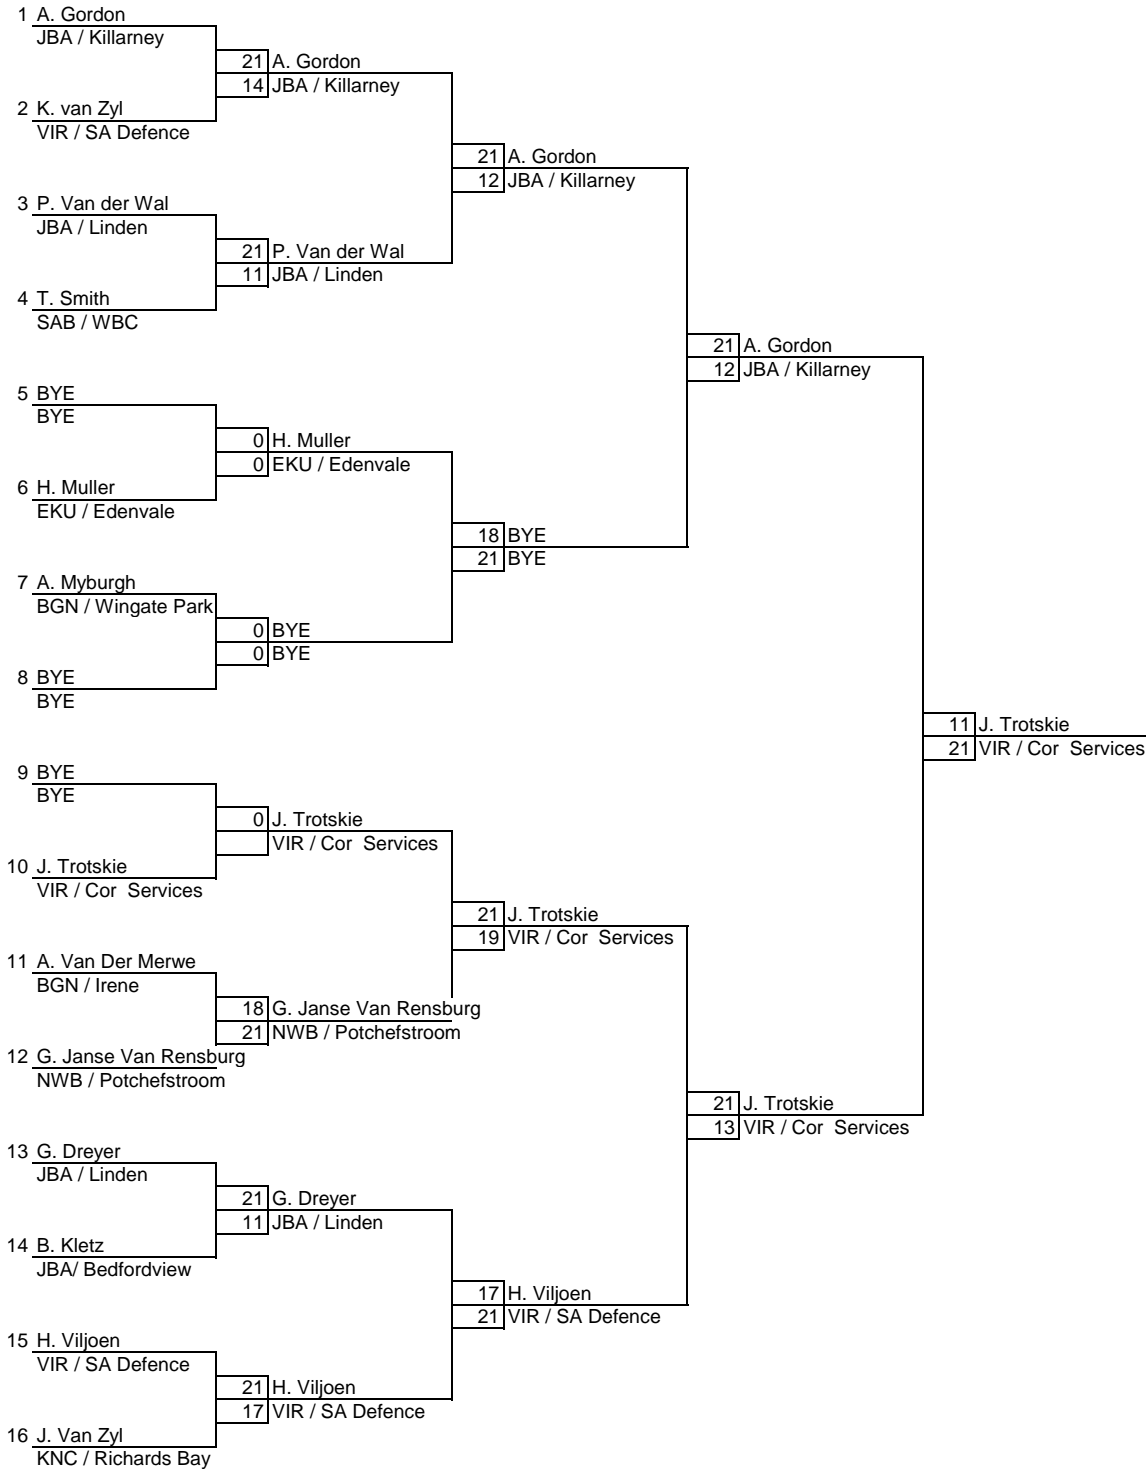 1 A. Gordon
JBA / Killarney
21 A. Gordon
14 JBA / Killarney
2 K. van Zyl
VIR / SA Defence
21 A. Gordon
12 JBA / Killarney
3 P. Van der Wal
JBA / Linden
21 P. Van der Wal
11 JBA / Linden
4 T. Smith
SAB / WBC
21 A. Gordon
12 JBA / Killarney
5 BYE
BYE
0 H. Muller
0 EKU / Edenvale
6 H. Muller
EKU / Edenvale
18 BYE
21 BYE
7 A. Myburgh
BGN / Wingate Park
0 BYE
0 BYE
8 BYE
BYE
11 J. Trotskie
21 VIR / Cor Services
9 BYE
BYE
0 J. Trotskie
VIR / Cor Services
10 J. Trotskie
VIR / Cor Services
21 J. Trotskie
19 VIR / Cor Services
11 A. Van Der Merwe
BGN / Irene
18 G. Janse Van Rensburg
21 NWB / Potchefstroom
12 G. Janse Van Rensburg
NWB / Potchefstroom
21 J. Trotskie
13 VIR / Cor Services
13 G. Dreyer
JBA / Linden
21 G. Dreyer
11 JBA / Linden
14 B. Kletz
JBA/ Bedfordview
17 H. Viljoen
21 VIR / SA Defence
15 H. Viljoen
VIR / SA Defence
21 H. Viljoen
17 VIR / SA Defence
16 J. Van Zyl
KNC / Richards Bay